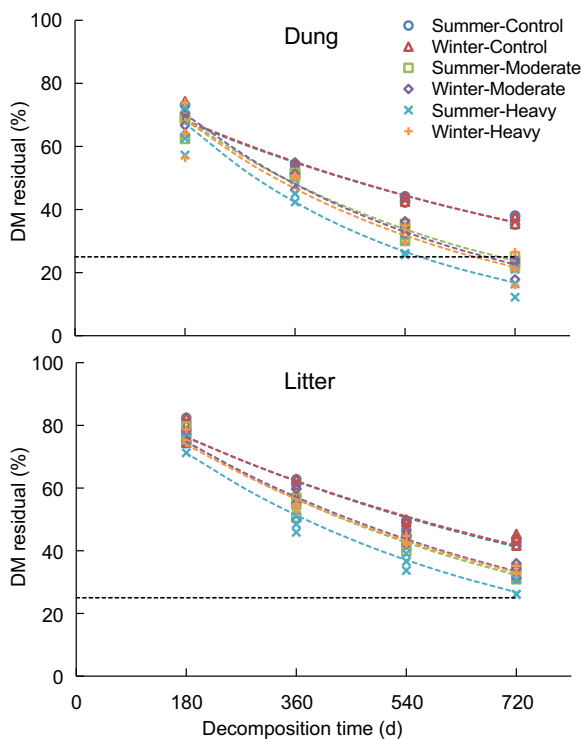 Dung
Summer-Control
Winter-Control
Summer-Moderate
Winter-Moderate
Summer-Heavy
Winter-Heavy
DM residual (%)
100
80
60
40
20
0
Litter
DM residual (%)
100
80
60
40
20
0
0 180 360 540 720
Decomposition time (d)